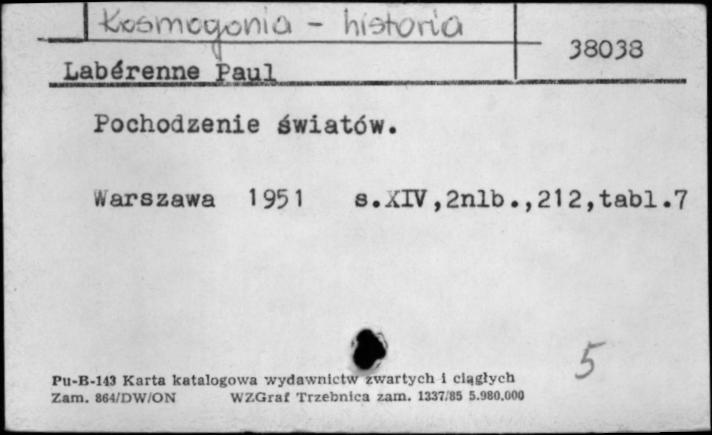 Kosmogonia - historia
38038
Labérenne Paul
Pochodzenie światów.
Warszawa 1951 s.XIV,2nlb.,212,tabl.7
5
Pu-B-143 Karta katalogowa wydawnictw zwartych i ciągłych
Zam. 864/DW/ON WZGraf Trzebnica zam. 1337/85 5.980.000